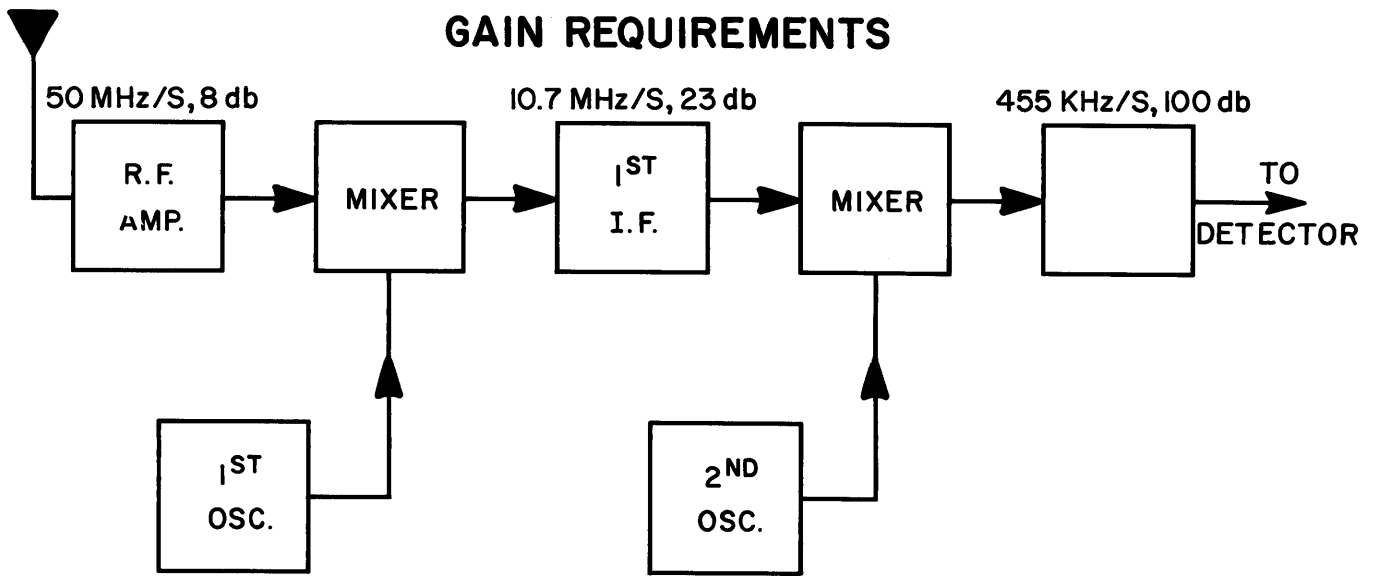 GAIN REQUIREMENTS
50 MHz/S, 8 db
10.7 MHz/S, 23 db
455 KHz/S, 100 db
R.F.
AMP.
MIXER
1ST
I.F.
MIXER
TO
DETECTOR
1ST
OSC.
2ND
OSC.